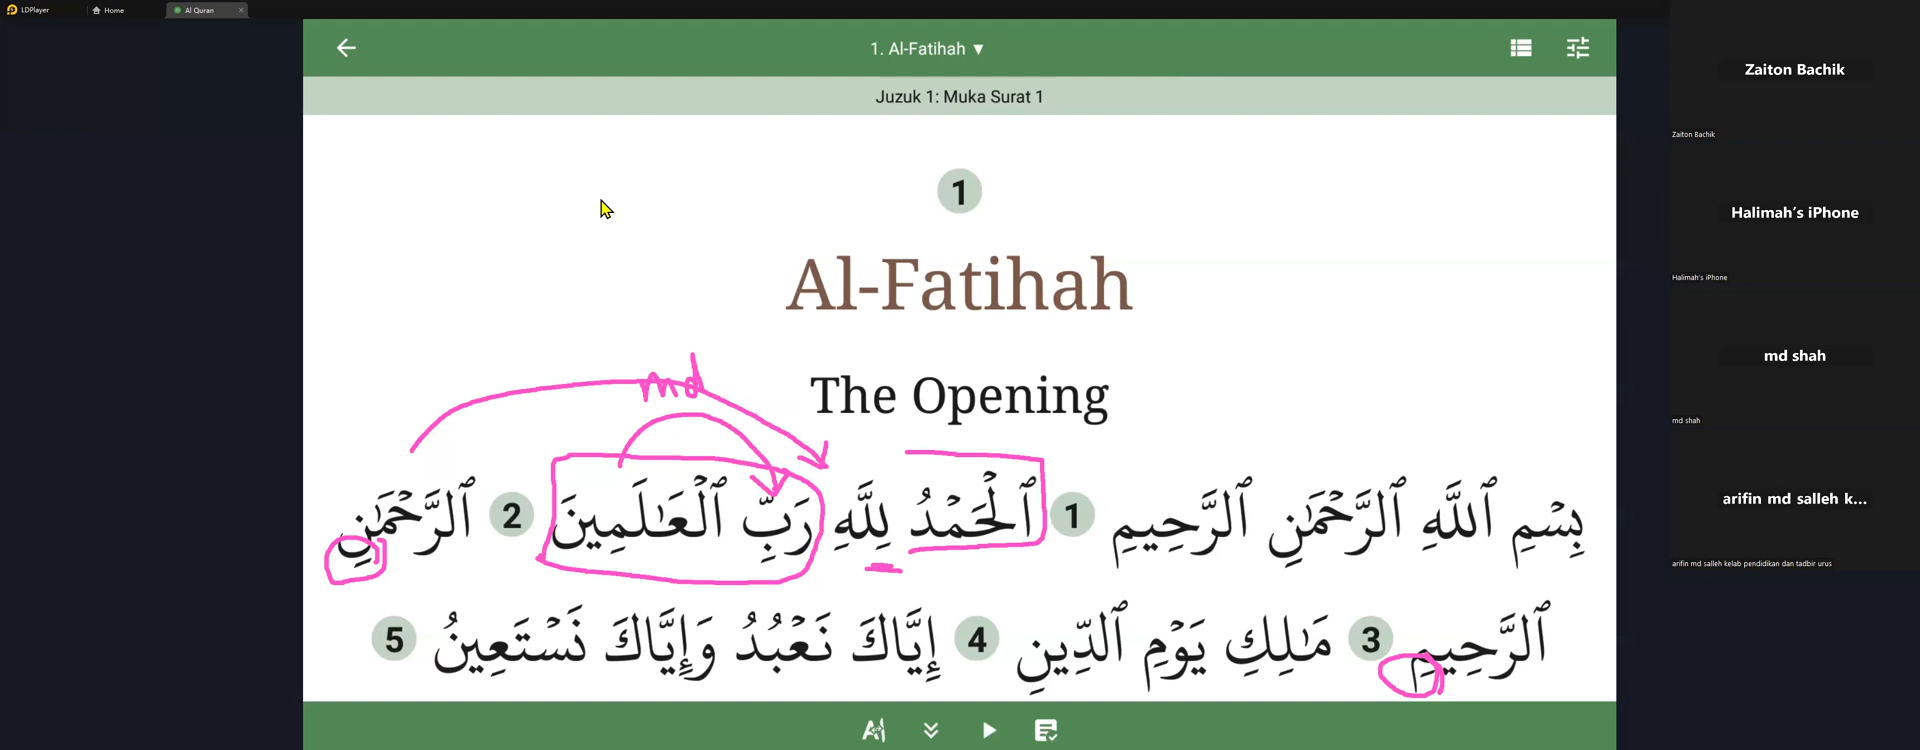 LDPlayer
Home
Al Quran
1. Al-Fatihah ▼
Juzuk 1: Muka Surat 1
1
Al-Fatihah
The Opening
md
بِسْمِ ٱللَّهِ ٱلرَّحْمَٰنِ ٱلرَّحِيمِ 1 ٱلْحَمْدُ لِلَّهِ رَبِّ ٱلْعَٰلَمِينَ 2 ٱلرَّحْمَٰنِ
ٱلرَّحِيمِ 3 مَٰلِكِ يَوْمِ ٱلدِّينِ 4 إِيَّاكَ نَعْبُدُ وَإِيَّاكَ نَسْتَعِينُ 5
Zaiton Bachik
Zaiton Bachik
Halimah’s iPhone
Halimah's iPhone
md shah
md shah
arifin md salleh k...
arifin md salleh kelab pendidikan dan tadbir urus